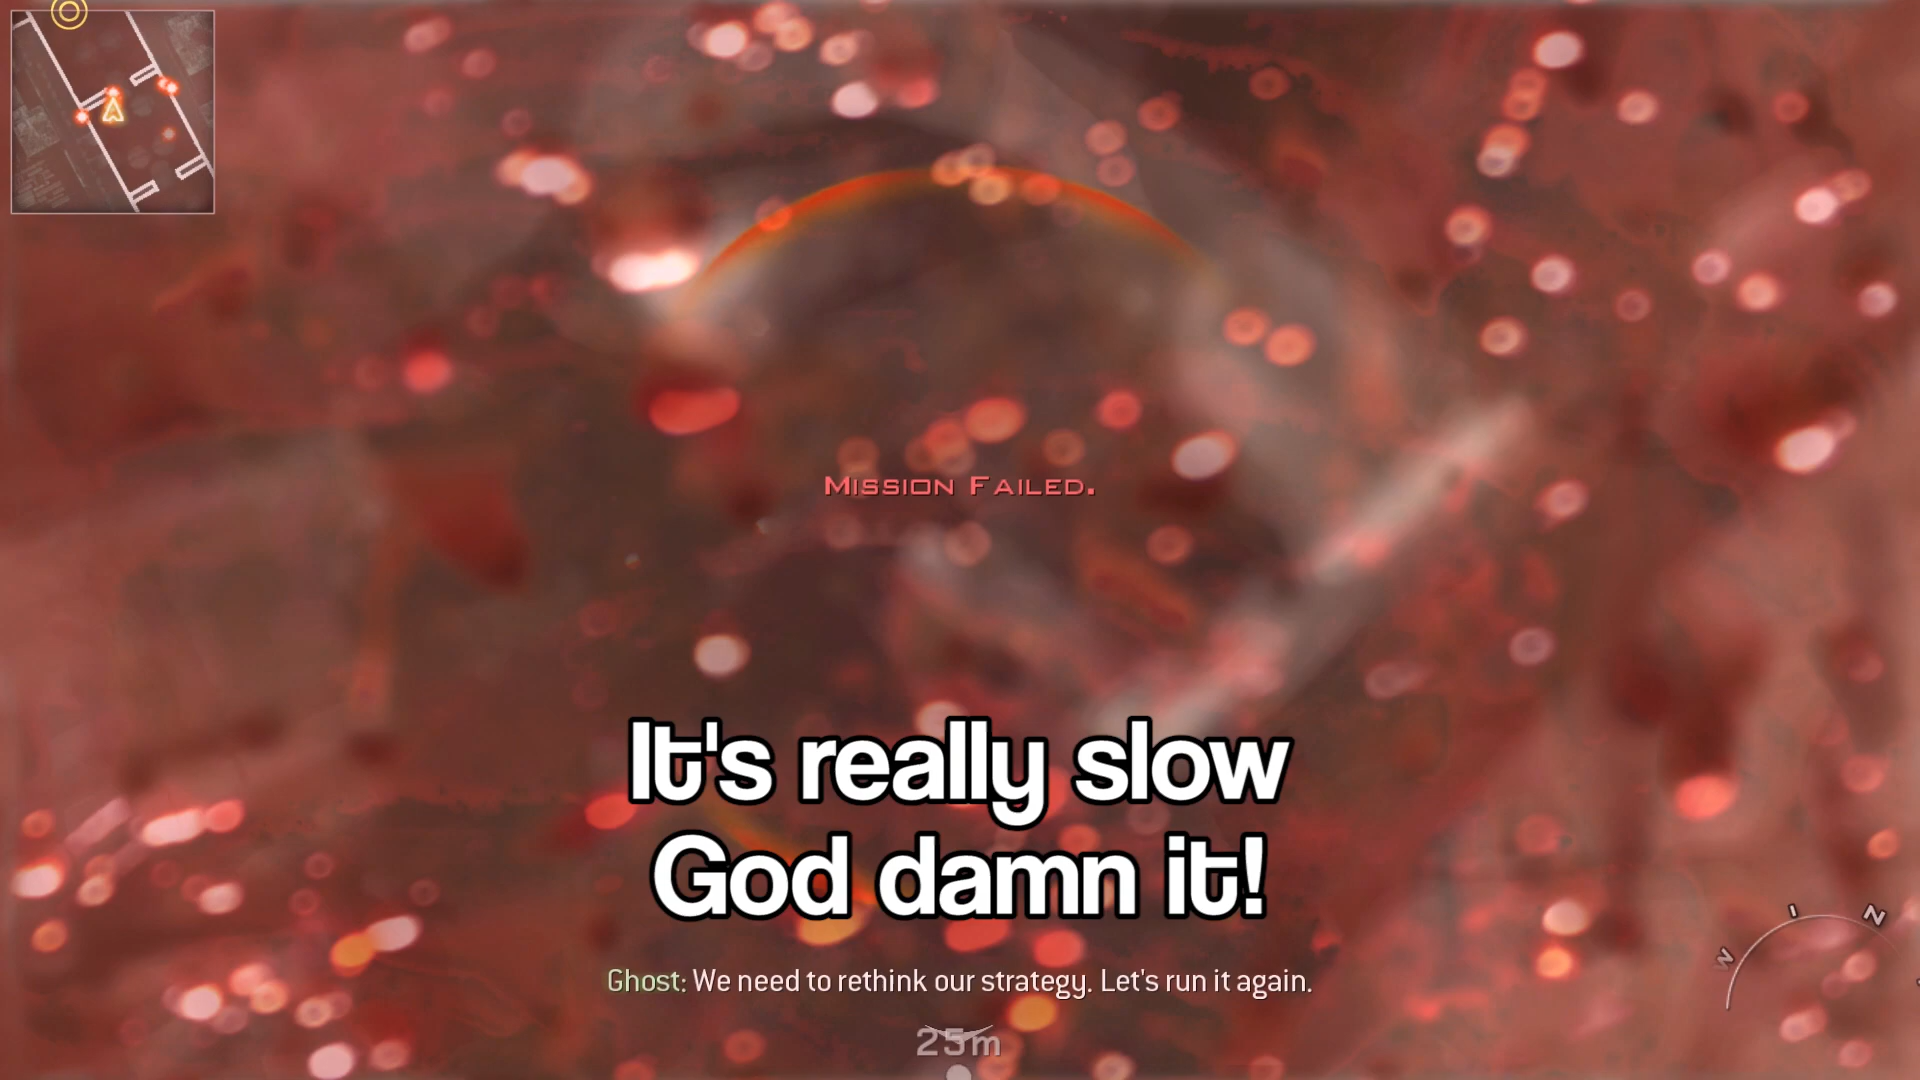 Mission Failed.
It's really slow
God damn it!
Ghost: We need to rethink our strategy. Let's run it again.
25m
N